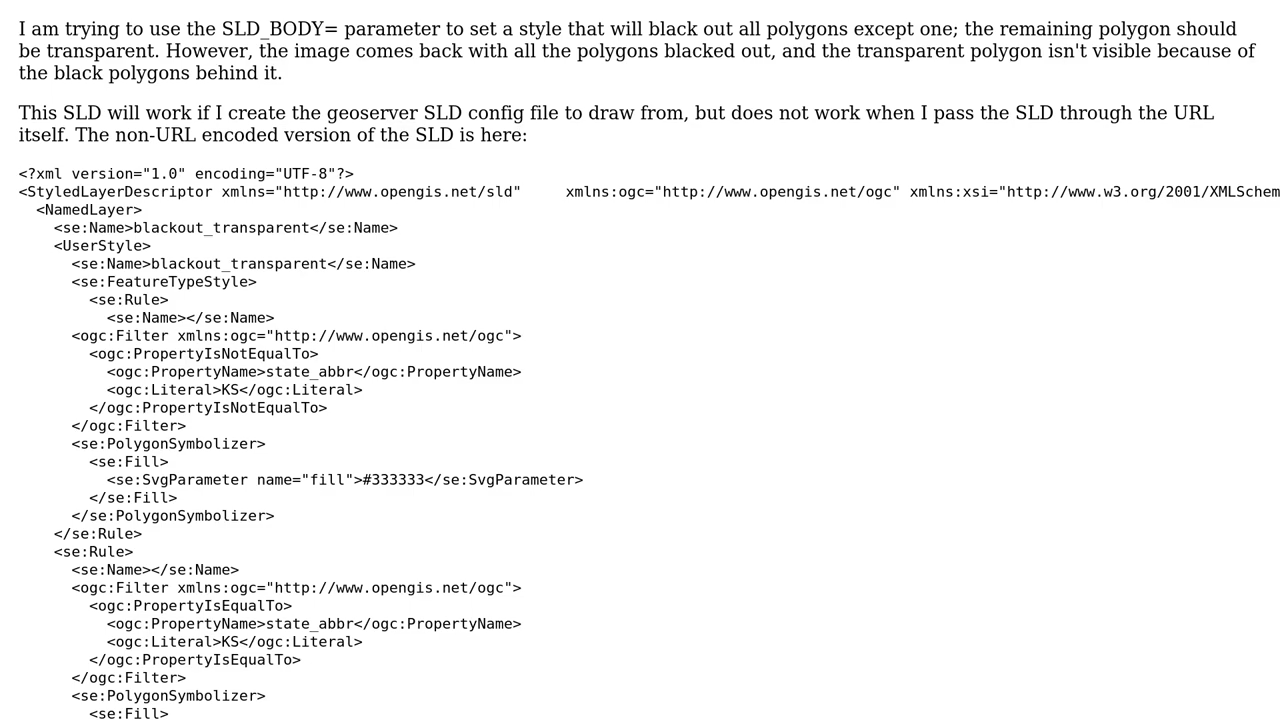 I am trying to use the SLD_BODY= parameter to set a style that will black out all polygons except one; the remaining polygon should
be transparent. However, the image comes back with all the polygons blacked out, and the transparent polygon isn't visible because of
the black polygons behind it.
This SLD will work if I create the geoserver SLD config file to draw from, but does not work when I pass the SLD through the URL
itself. The non-URL encoded version of the SLD is here:
<?xml version="1.0" encoding="UTF-8"?>
<StyledLayerDescriptor xmlns="http://www.opengis.net/sld"     xmlns:ogc="http://www.opengis.net/ogc" xmlns:xsi="http://www.w3.org/2001/XMLSchem
  <NamedLayer>
    <se:Name>blackout_transparent</se:Name>
    <UserStyle>
      <se:Name>blackout_transparent</se:Name>
      <se:FeatureTypeStyle>
        <se:Rule>
          <se:Name></se:Name>
      <ogc:Filter xmlns:ogc="http://www.opengis.net/ogc">
        <ogc:PropertyIsNotEqualTo>
          <ogc:PropertyName>state_abbr</ogc:PropertyName>
          <ogc:Literal>KS</ogc:Literal>
        </ogc:PropertyIsNotEqualTo>
      </ogc:Filter>
      <se:PolygonSymbolizer>
        <se:Fill>
          <se:SvgParameter name="fill">#333333</se:SvgParameter>
        </se:Fill>
      </se:PolygonSymbolizer>
    </se:Rule>
    <se:Rule>
      <se:Name></se:Name>
      <ogc:Filter xmlns:ogc="http://www.opengis.net/ogc">
        <ogc:PropertyIsEqualTo>
          <ogc:PropertyName>state_abbr</ogc:PropertyName>
          <ogc:Literal>KS</ogc:Literal>
        </ogc:PropertyIsEqualTo>
      </ogc:Filter>
      <se:PolygonSymbolizer>
        <se:Fill>